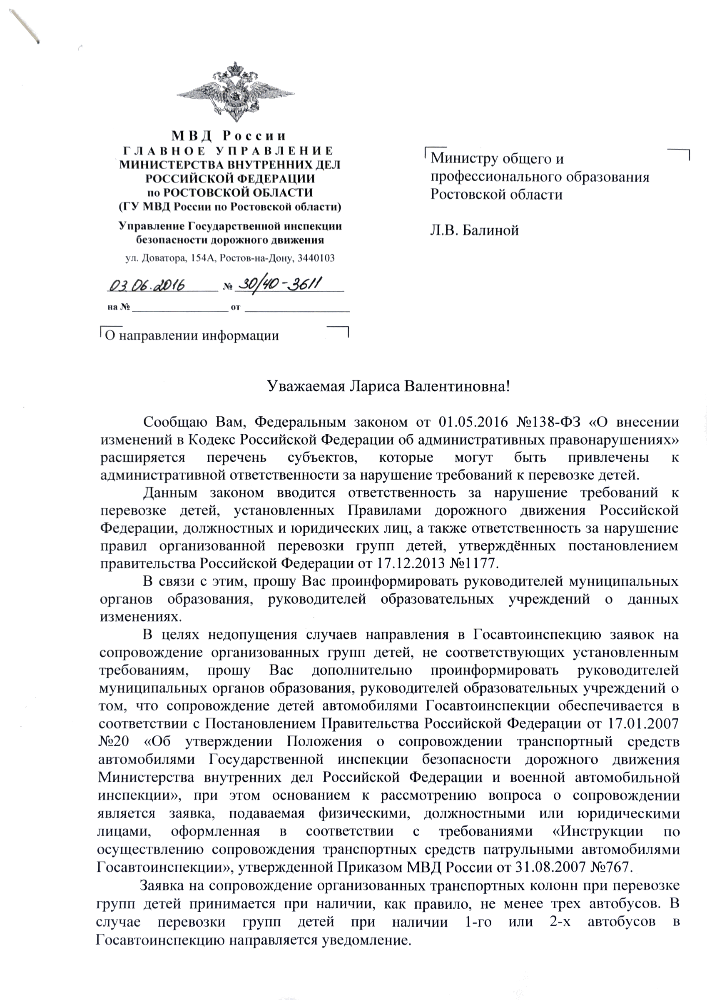 МВД России
ГЛАВНОЕ УПРАВЛЕНИЕ
МИНИСТЕРСТВА ВНУТРЕННИХ ДЕЛ
РОССИЙСКОЙ ФЕДЕРАЦИИ
по РОСТОВСКОЙ ОБЛАСТИ
(ГУ МВД России по Ростовской области)
Управление Государственной инспекции
безопасности дорожного движения
ул. Доватора, 154А, Ростов-на-Дону, 3440103
03.06.2016 № 30/40-3611
на № от
О направлении информации
Министру общего и
профессионального образования
Ростовской области
Л.В. Балиной
Уважаемая Лариса Валентиновна!
Сообщаю Вам, Федеральным законом от 01.05.2016 №138-ФЗ «О внесении
изменений в Кодекс Российской Федерации об административных правонарушениях»
расширяется перечень субъектов, которые могут быть привлечены к
административной ответственности за нарушение требований к перевозке детей.
Данным законом вводится ответственность за нарушение требований к
перевозке детей, установленных Правилами дорожного движения Российской
Федерации, должностных и юридических лиц, а также ответственность за нарушение
правил организованной перевозки групп детей, утверждённых постановлением
правительства Российской Федерации от 17.12.2013 №1177.
В связи с этим, прошу Вас проинформировать руководителей муниципальных
органов образования, руководителей образовательных учреждений о данных
изменениях.
В целях недопущения случаев направления в Госавтоинспекцию заявок на
сопровождение организованных групп детей, не соответствующих установленным
требованиям, прошу Вас дополнительно проинформировать руководителей
муниципальных органов образования, руководителей образовательных учреждений о
том, что сопровождение детей автомобилями Госавтоинспекции обеспечивается в
соответствии с Постановлением Правительства Российской Федерации от 17.01.2007
№20 «Об утверждении Положения о сопровождении транспортный средств
автомобилями Государственной инспекции безопасности дорожного движения
Министерства внутренних дел Российской Федерации и военной автомобильной
инспекции», при этом основанием к рассмотрению вопроса о сопровождении
является заявка, подаваемая физическими, должностными или юридическими
лицами, оформленная в соответствии с требованиями «Инструкции по
осуществлению сопровождения транспортных средств патрульными автомобилями
Госавтоинспекции», утвержденной Приказом МВД России от 31.08.2007 №767.
Заявка на сопровождение организованных транспортных колонн при перевозке
групп детей принимается при наличии, как правило, не менее трех автобусов. В
случае перевозки групп детей при наличии 1-го или 2-х автобусов в
Госавтоинспекцию направляется уведомление.